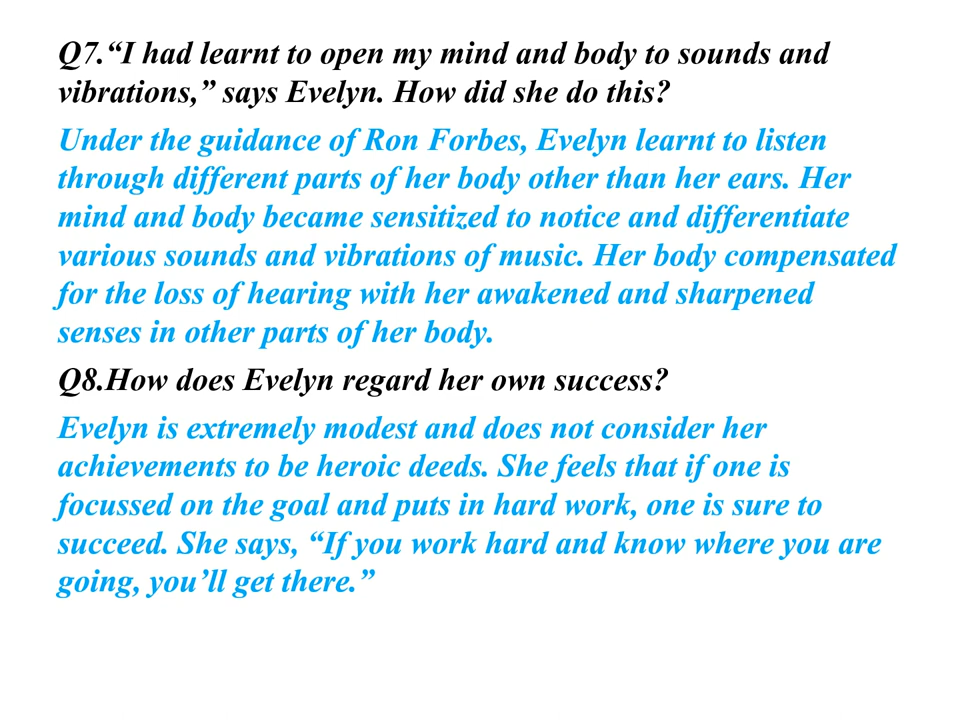 Q7.“I had learnt to open my mind and body to sounds and
vibrations,” says Evelyn. How did she do this?
Under the guidance of Ron Forbes, Evelyn learnt to listen
through different parts of her body other than her ears. Her
mind and body became sensitized to notice and differentiate
various sounds and vibrations of music. Her body compensated
for the loss of hearing with her awakened and sharpened
senses in other parts of her body.
Q8.How does Evelyn regard her own success?
Evelyn is extremely modest and does not consider her
achievements to be heroic deeds. She feels that if one is
focussed on the goal and puts in hard work, one is sure to
succeed. She says, “If you work hard and know where you are
going, you’ll get there.”